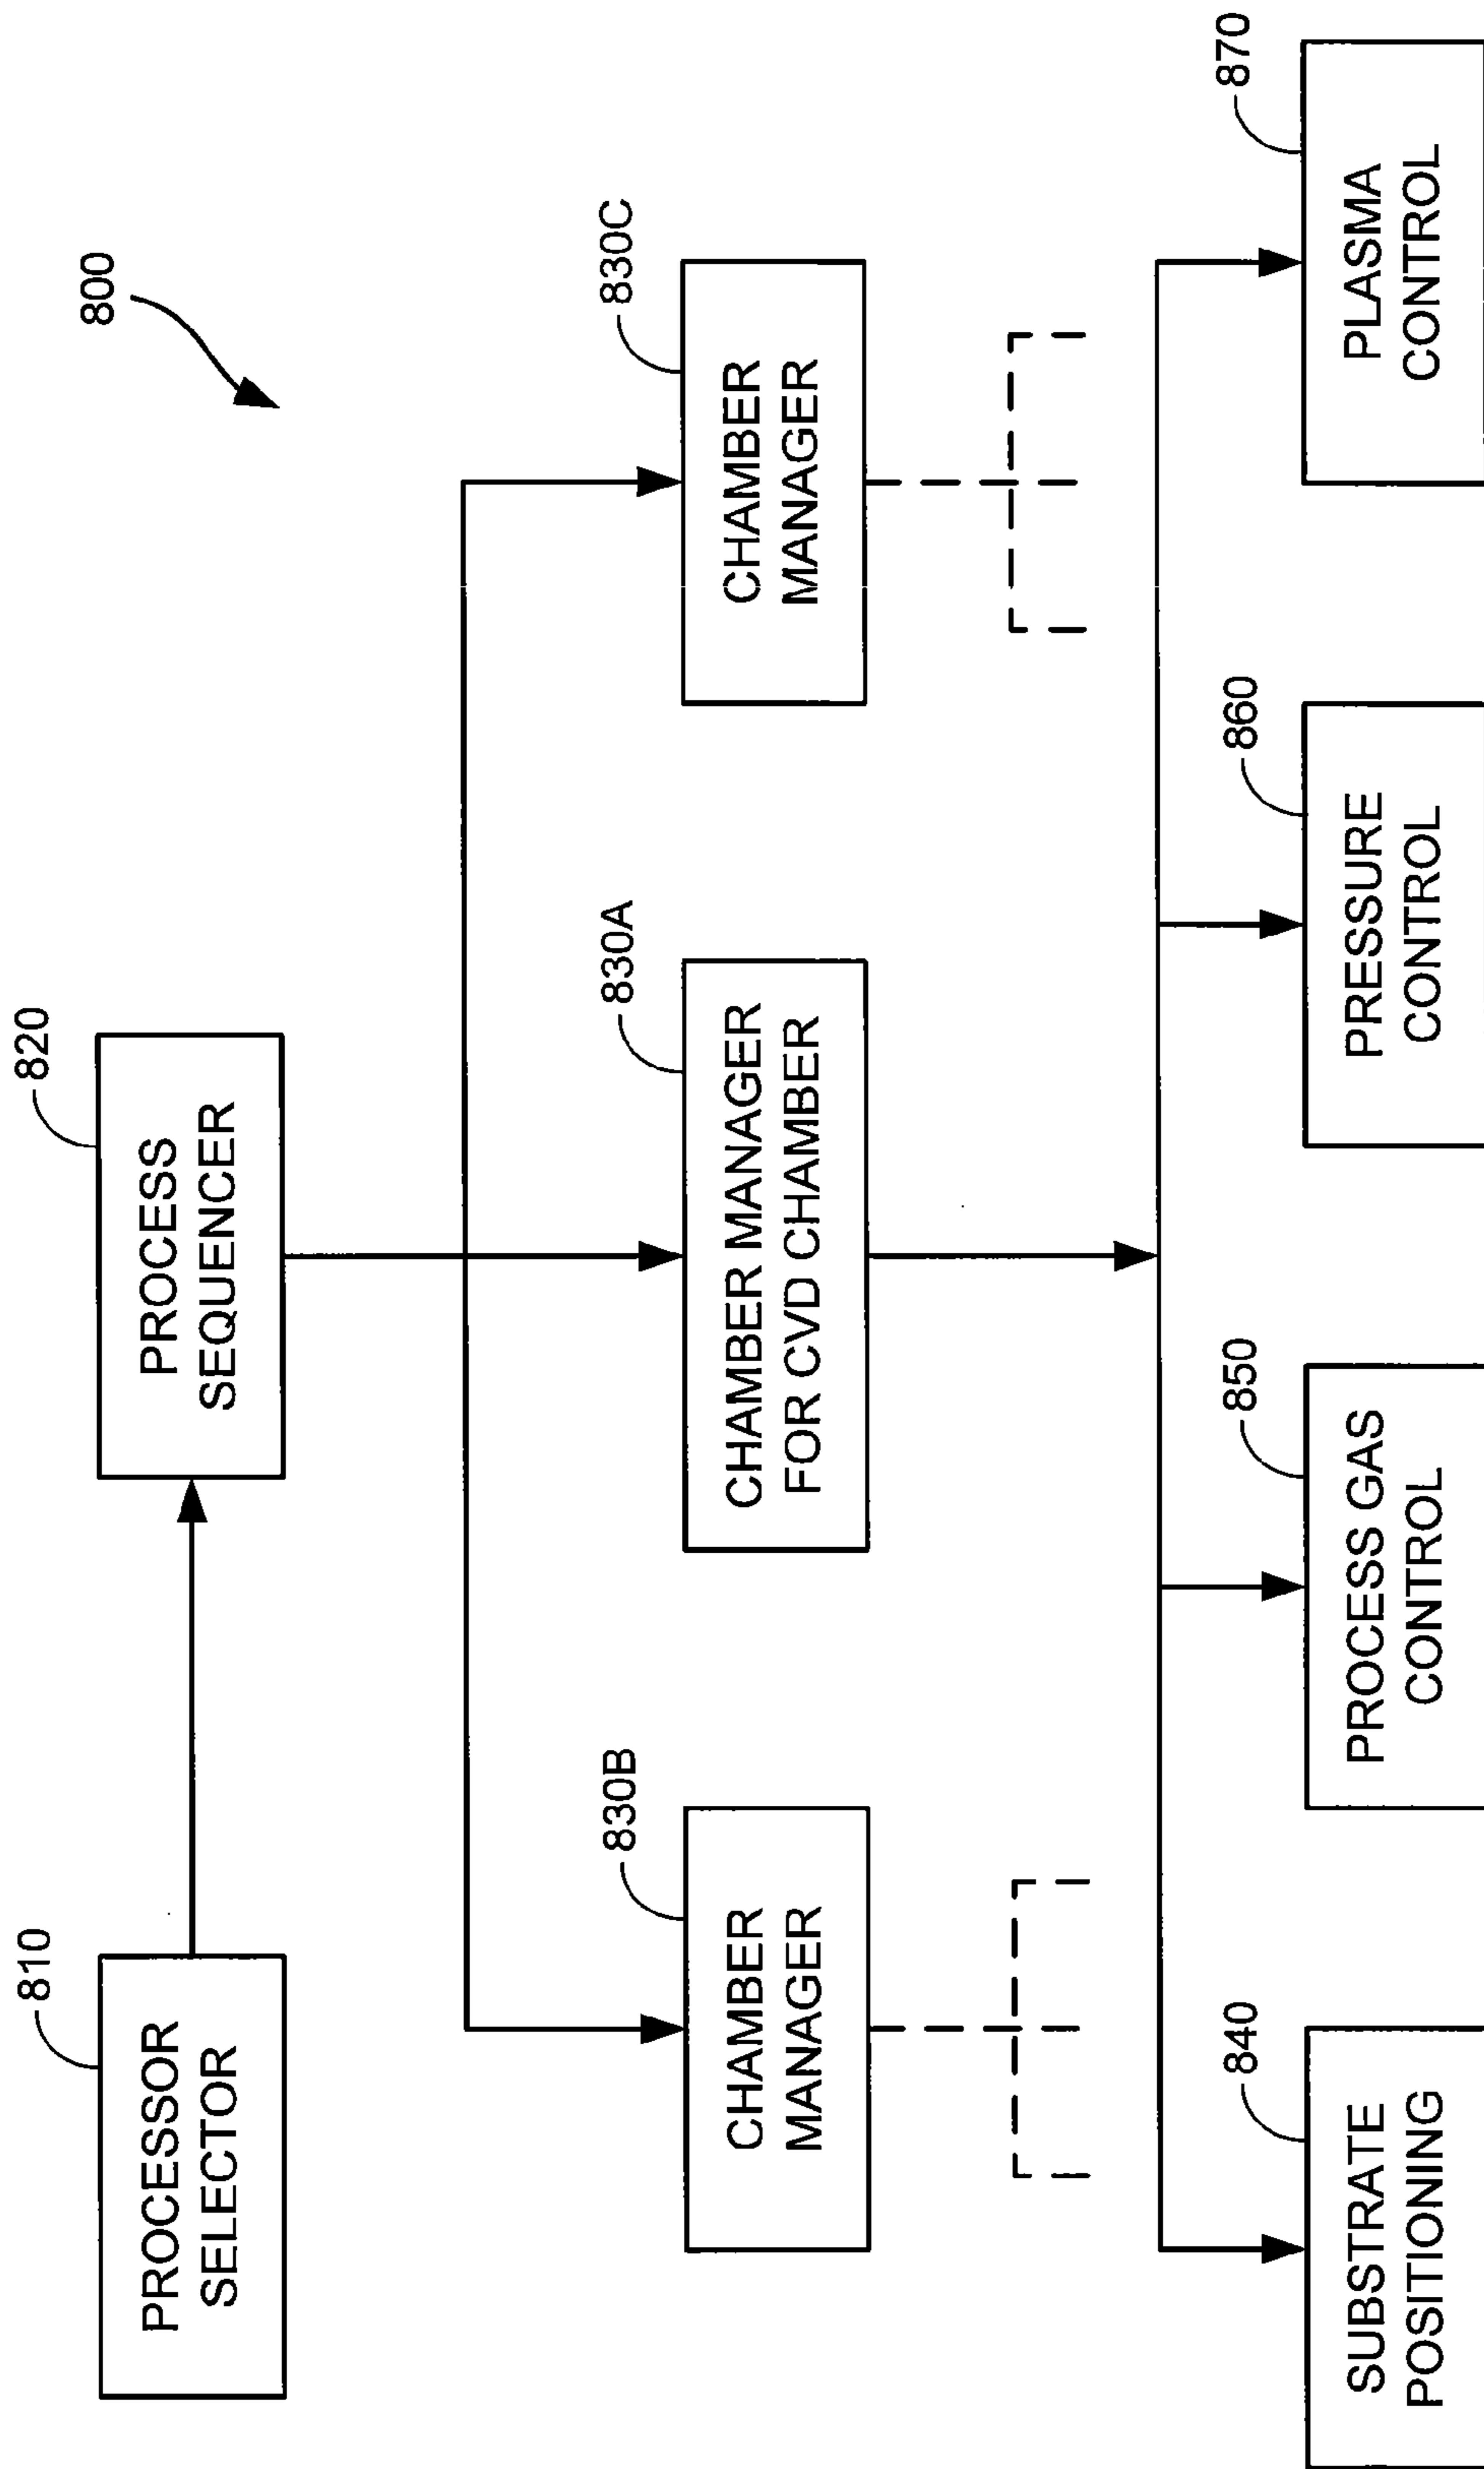 800
810
PROCESSOR
SELECTOR
820
PROCESS
SEQUENCER
830B
CHAMBER
MANAGER
830A
CHAMBER MANAGER
FOR CVD CHAMBER
830C
CHAMBER
MANAGER
840
SUBSTRATE
POSITIONING
850
PROCESS GAS
CONTROL
860
PRESSURE
CONTROL
870
PLASMA
CONTROL